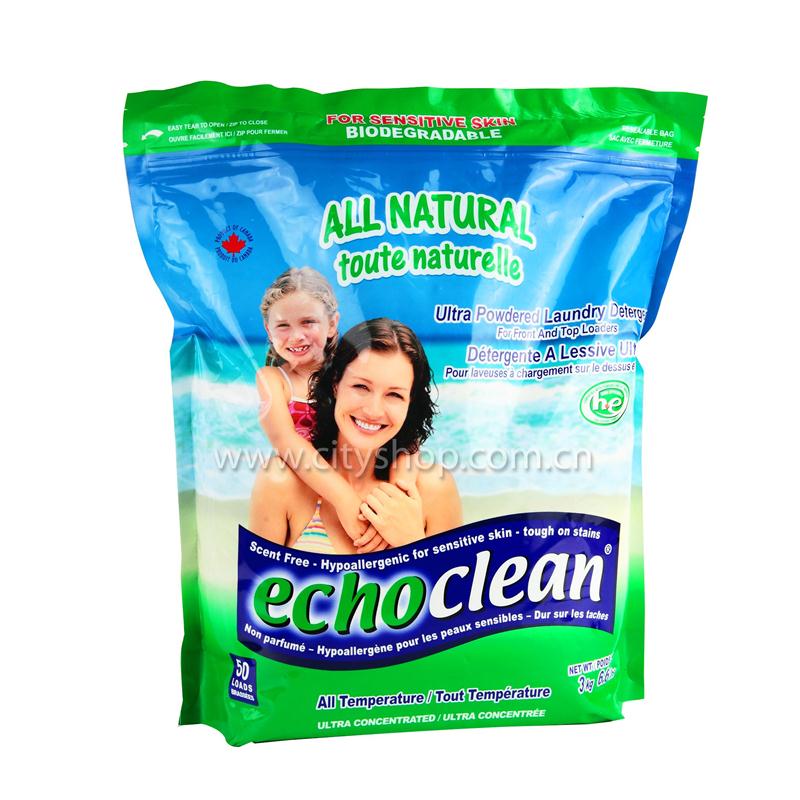 EASY TEAR TO OPEN / ZIP TO CLOSE
OUVRE FACILEMENT ICI / ZIP POUR FERMER
FOR SENSITIVE SKIN
BIODEGRADABLE
RESEALABLE BAG
SAC AVEC FERMETURE
ALL NATURAL
toute naturelle
PRODUCT OF CANADA
PRODUIT DU CANADA
Ultra Powdered Laundry
For Front And Top Loaders
Détergente A Lessive
Pour laveuses à chargement sur le dessus
he
www.cityshop.com.cn
Scent Free - Hypoallergenic for sensitive skin - tough on stains
echoclean®
Non parfumé – Hypoallergène pour les peaux sensibles – Dur sur les taches
50
LOADS
BRASSÉES
NET WT
3 kg
All Temperature / Tout Température
ULTRA CONCENTRATED / ULTRA CONCENTRÉE